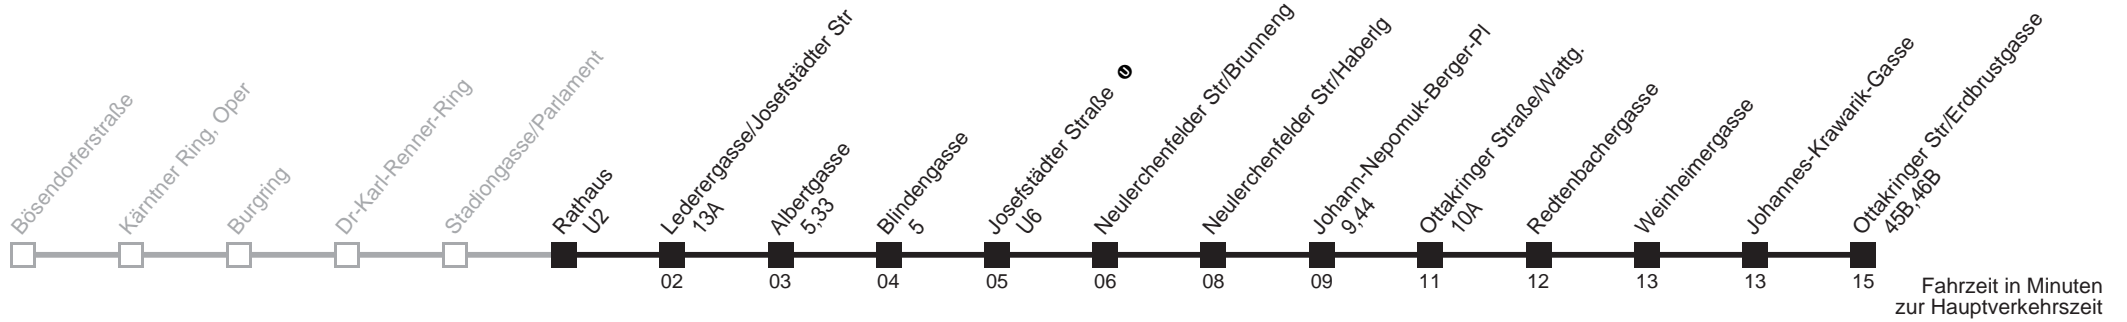 Bösendorferstraße
Kärntner Ring, Oper
Burgring
Dr-Karl-Renner-Ring
Stadiongasse/Parlament
Rathaus
U2
Lederergasse/Josefstädter Str
13A
Albertgasse
5,33
Blindengasse
5
Josefstädter Straße
U6
Neulerchenfelder Str/Brunneng
Neulerchenfelder Str/Haberlg
Johann-Nepomuk-Berger-Pl
9,44
Ottakringer Straße/Wattg.
10A
Redtenbachergasse
Weinheimergasse
Johannes-Krawarik-Gasse
Ottakringer Str/Erdbrustgasse
45B,46B
02 03 04 05 06 08 09 11 12 13 13 15
Fahrzeit in Minuten
zur Hauptverkehrszeit